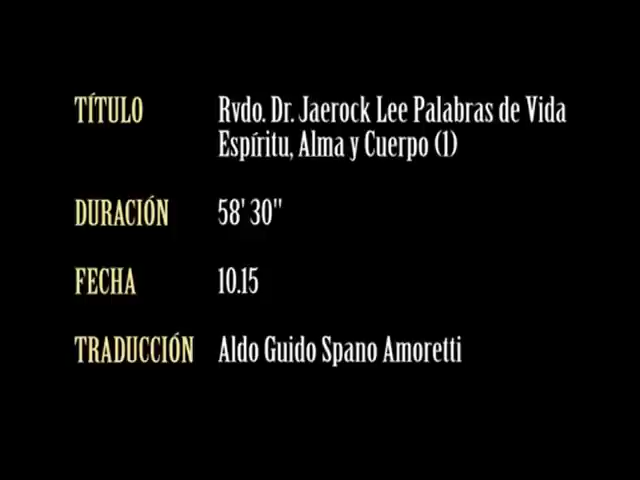 TÍTULO Rvdo. Dr. Jaerock Lee Palabras de Vida
Espíritu, Alma y Cuerpo (1)
DURACIÓN 58' 30"
FECHA 10.15
TRADUCCIÓN Aldo Guido Spano Amoretti